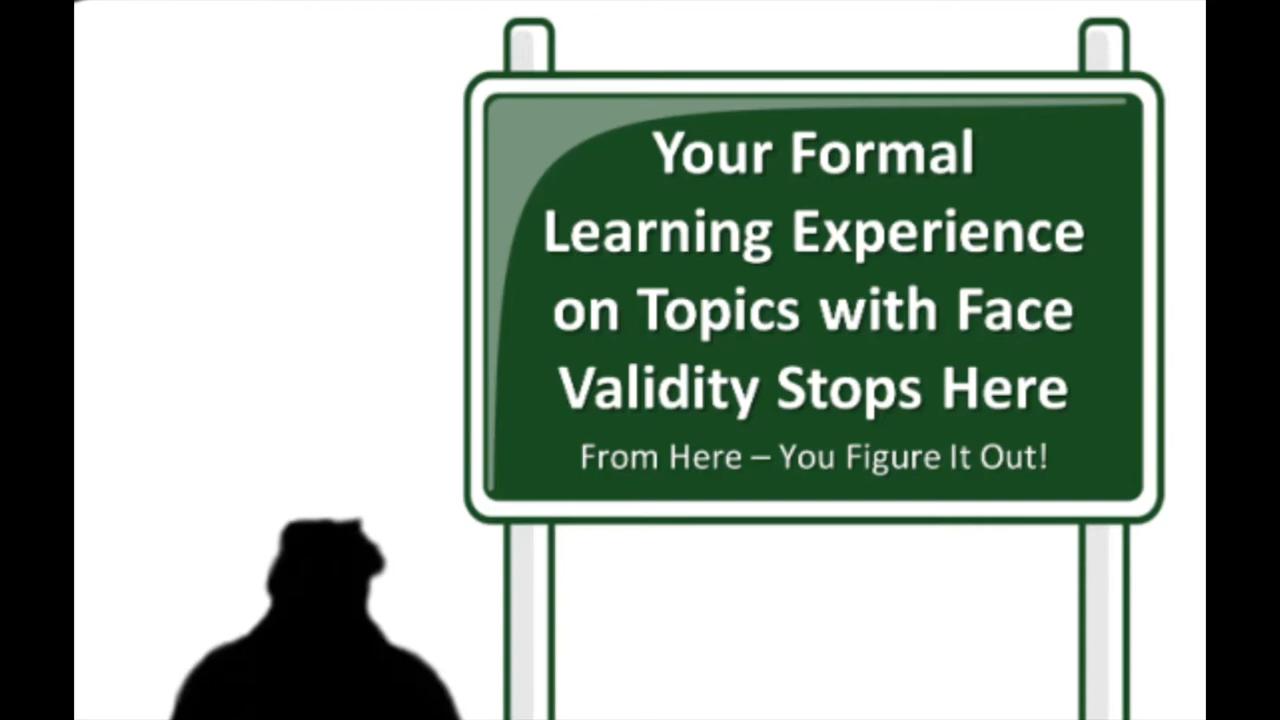 Your Formal
Learning Experience
on Topics with Face
Validity Stops Here
From Here – You Figure It Out!